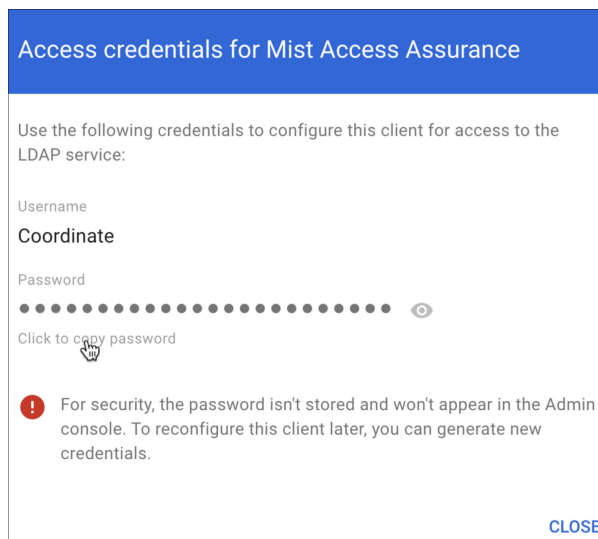 Access credentials for Mist Access Assurance
Use the following credentials to configure this client for access to the
LDAP service:
Username
Coordinate
Password
Click to copy password
For security, the password isn't stored and won't appear in the Admin
console. To reconfigure this client later, you can generate new
credentials.
CLOSE